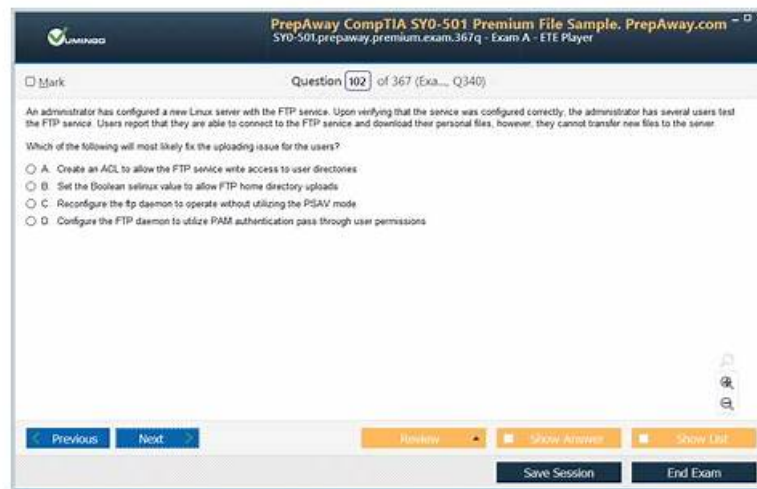 VUMINGO
PrepAway CompTIA SY0-501 Premium File Sample. PrepAway.com
SY0-501.prepaway.premium.exam.367q - Exam A - ETE Player
Mark
Question 102 of 367 (Exa..., Q340)
An administrator has configured a new Linux server with the FTP service. Upon verifying that the service was configured correctly, the administrator has several users test
the FTP service. Users report that they are able to connect to the FTP service and download their personal files, however, they cannot transfer new files to the server.
Which of the following will most likely fix the uploading issue for the users?
A. Create an ACL to allow the FTP service write access to user directories
B. Set the Boolean selinux value to allow FTP home directory uploads
C. Reconfigure the ftp daemon to operate without utilizing the PSAV mode
D. Configure the FTP daemon to utilize PAM authentication pass through user permissions
Previous
Next
Review
Show Answer
Show List
Save Session
End Exam